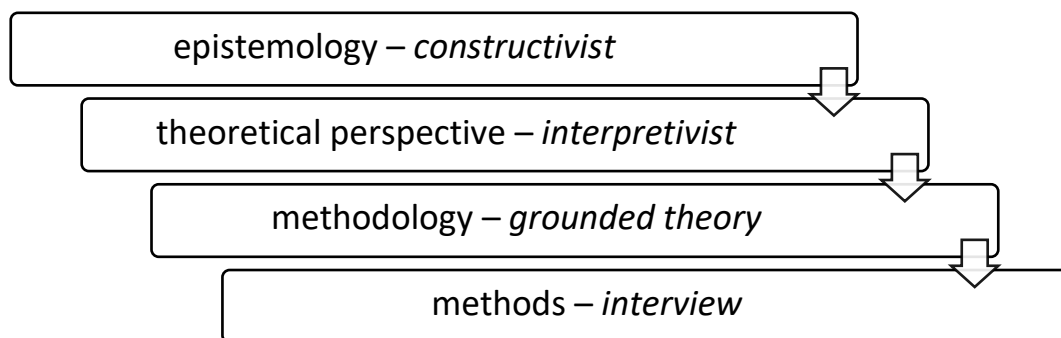 epistemology – constructivist
theoretical perspective – interpretivist
methodology – grounded theory
methods – interview